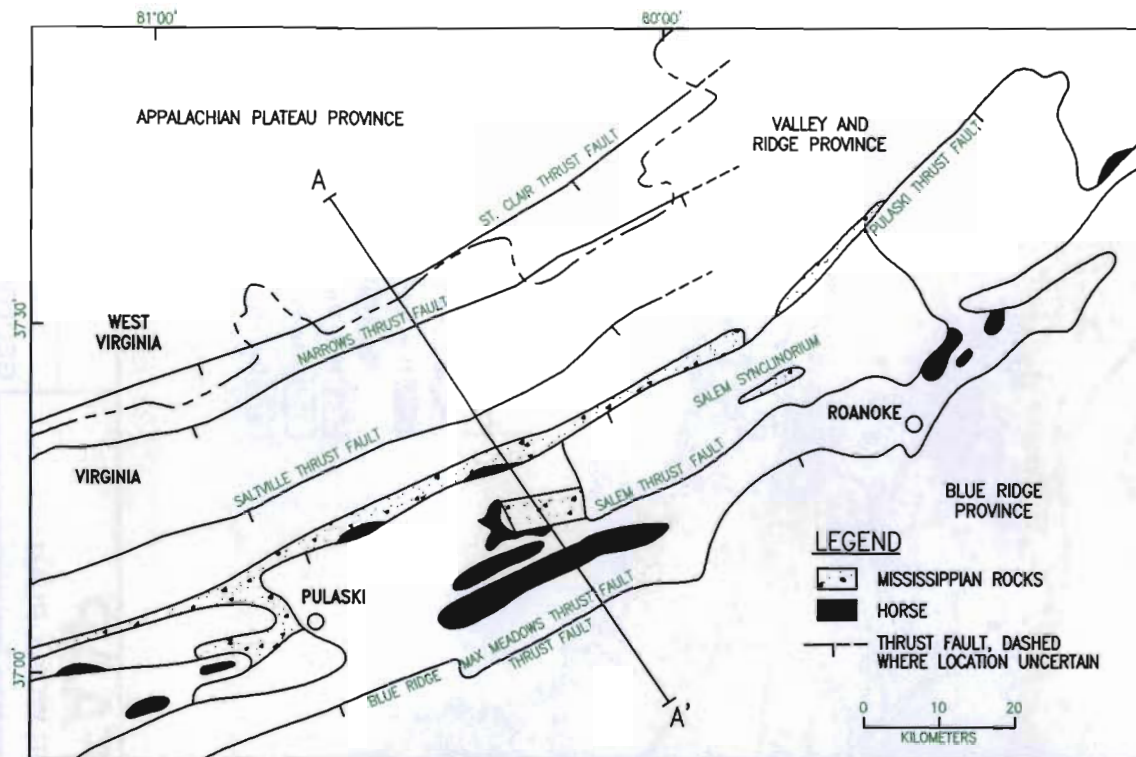 81°00'
80°00'
APPALACHIAN PLATEAU PROVINCE
VALLEY AND
RIDGE PROVINCE
ST. CLAIR THRUST FAULT
PULASKI THRUST FAULT
A
37°30'
WEST
VIRGINIA
NARROWS THRUST FAULT
SALEM SYNCLINORIUM
ROANOKE
VIRGINIA
SALTVILLE THRUST FAULT
SALEM THRUST FAULT
BLUE RIDGE
PROVINCE
LEGEND
MISSISSIPPIAN ROCKS
HORSE
THRUST FAULT, DASHED
WHERE LOCATION UNCERTAIN
PULASKI
MAX MEADOWS THRUST FAULT
BLUE RIDGE THRUST FAULT
37°00'
A'
0 10 20
KILOMETERS